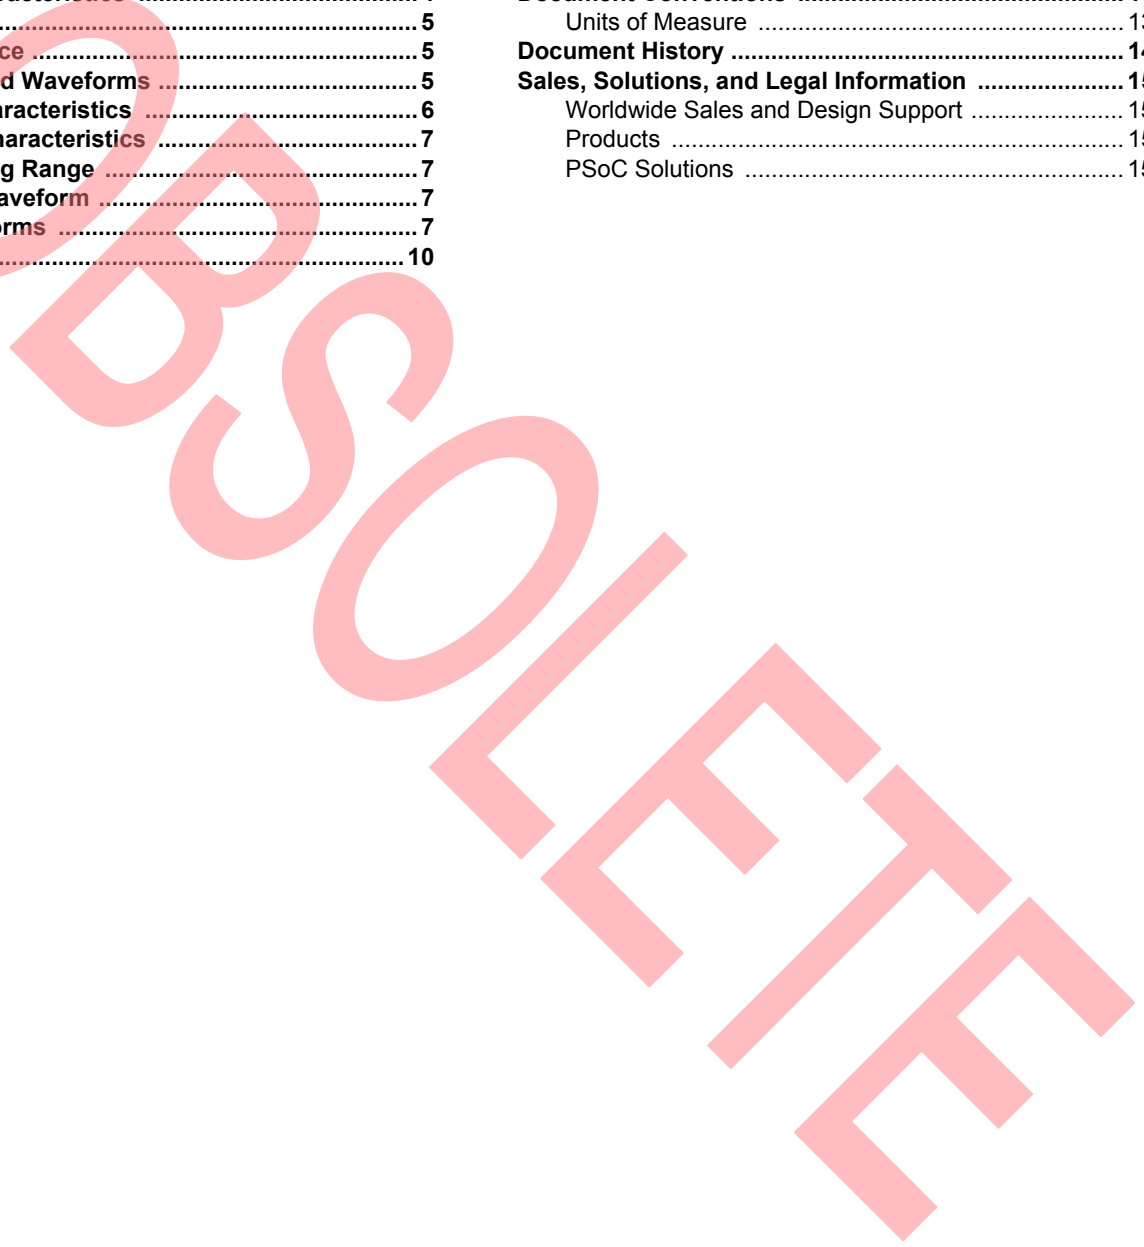 5
ce 5
d Waveforms 5
aracteristics 6
haracteristics 7
g Range 7
aveform 7
orms 7
10
Units of Measure 13
Document History 14
Sales, Solutions, and Legal Information 15
Worldwide Sales and Design Support 15
Products 15
PSoC Solutions 15
OBSOLETE